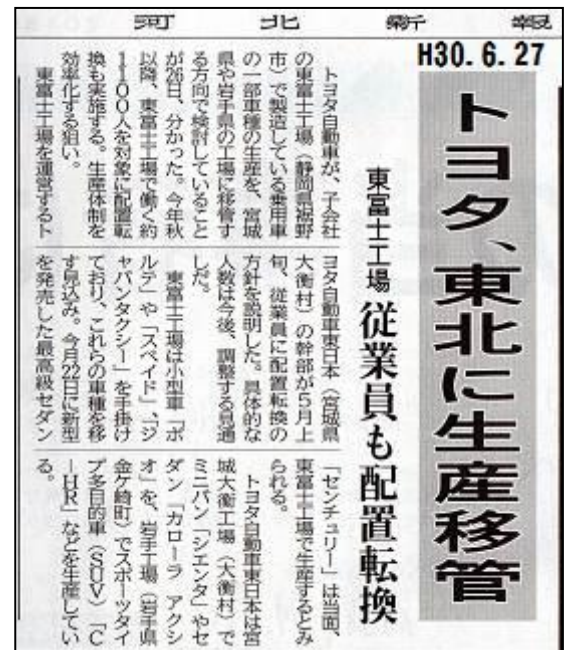 河北新報
H30. 6. 27
トヨタ、東北に生産移管
東富士工場 従業員も配置転換
トヨタ自動車が、子会社
の東富士工場(静岡県裾野
市)で製造している乗用車
の一部車種の生産を、宮城
県や岩手県の工場に移管す
る方向で検討していること
が26日、分かった。今年秋
以降、東富士工場で働く約
1100人を対象に配置転
換も実施する。生産体制を
効率化する狙い。
東富士工場を運営するト
ヨタ自動車東日本(宮城県
大衡村)の幹部が5月上
旬、従業員に配置転換の
方針を説明した。具体的な
人数は今後、調整する見通
しだ。
東富士工場は小型車「ポ
ルテ」や「スペイド」、「ジ
ャパンタクシー」を手掛け
ており、これらの車種を移
す見込み。今月22日に新型
を発売した最高級セダン
「センチュリー」は当面、
東富士工場で生産するとみ
られる。
トヨタ自動車東日本は宮
城大衡工場(大衡村)で
ミニバン「シエンタ」やセ
ダン「カローラ アクシ
オ」を、岩手工場(岩手県
金ケ崎町)でスポーツタイ
プ多目的車(SUV)「C
―HR」などを生産してい
る。